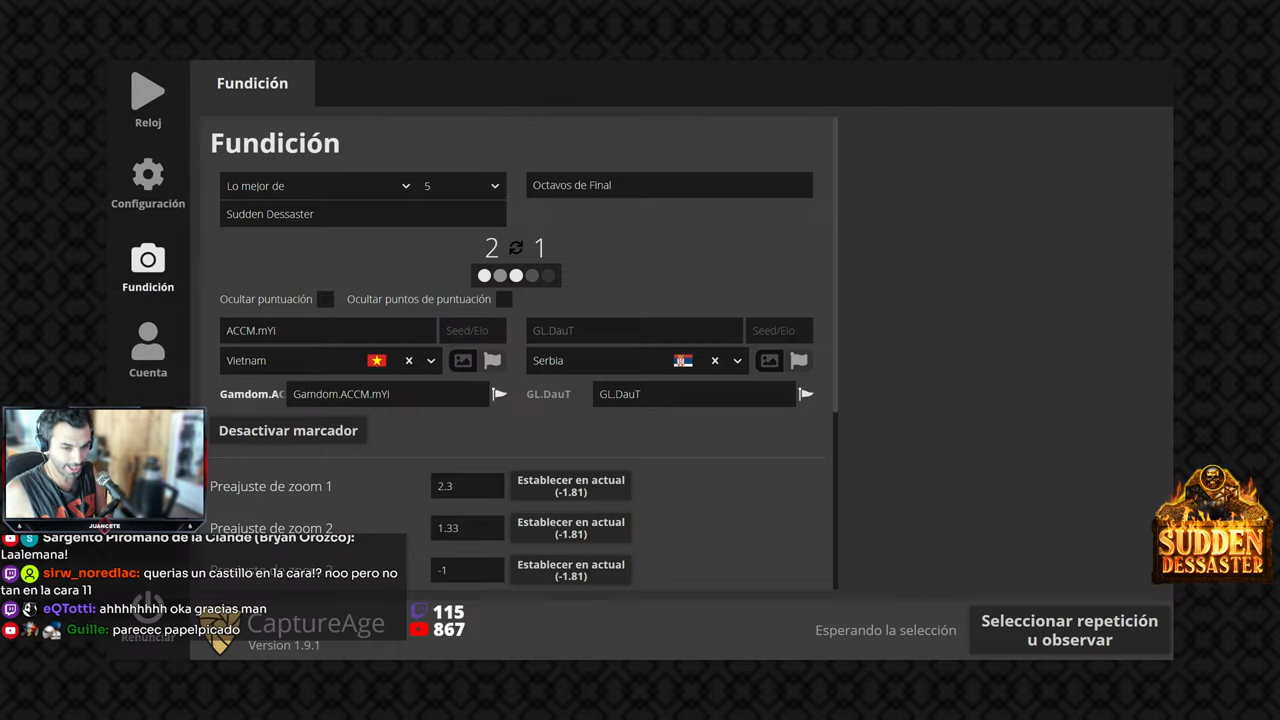 Fundición
Reloj
Configuración
Fundición
Cuenta
Fundición
Lo mejor de
5
Octavos de Final
Sudden Dessaster
2 1
Ocultar puntuación
Ocultar puntos de puntuación
ACCM.mYi
Seed/Elo
GL.DauT
Seed/Elo
Vietnam
Serbia
Gamdom.AC
Gamdom.ACCM.mYi
GL.DauT
GL.DauT
Desactivar marcador
Preajuste de zoom 1
2.3
Establecer en actual
(-1.81)
Preajuste de zoom 2
1.33
Establecer en actual
(-1.81)
-1
Establecer en actual
(-1.81)
JUANCETE
Sargento Piromano de la Clande (Bryan Orozco):
Laalemana!
sirw_noredlac: querias un castillo en la cara!? noo pero no
tan en la cara 11
eQTotti: ahhhhhhhh oka gracias man
Guille: parecec papelpicado
Renunciar
CaptureAge
Version 1.9.1
115
867
Esperando la selección
Seleccionar repetición
u observar
SUDDEN
DESSASTER